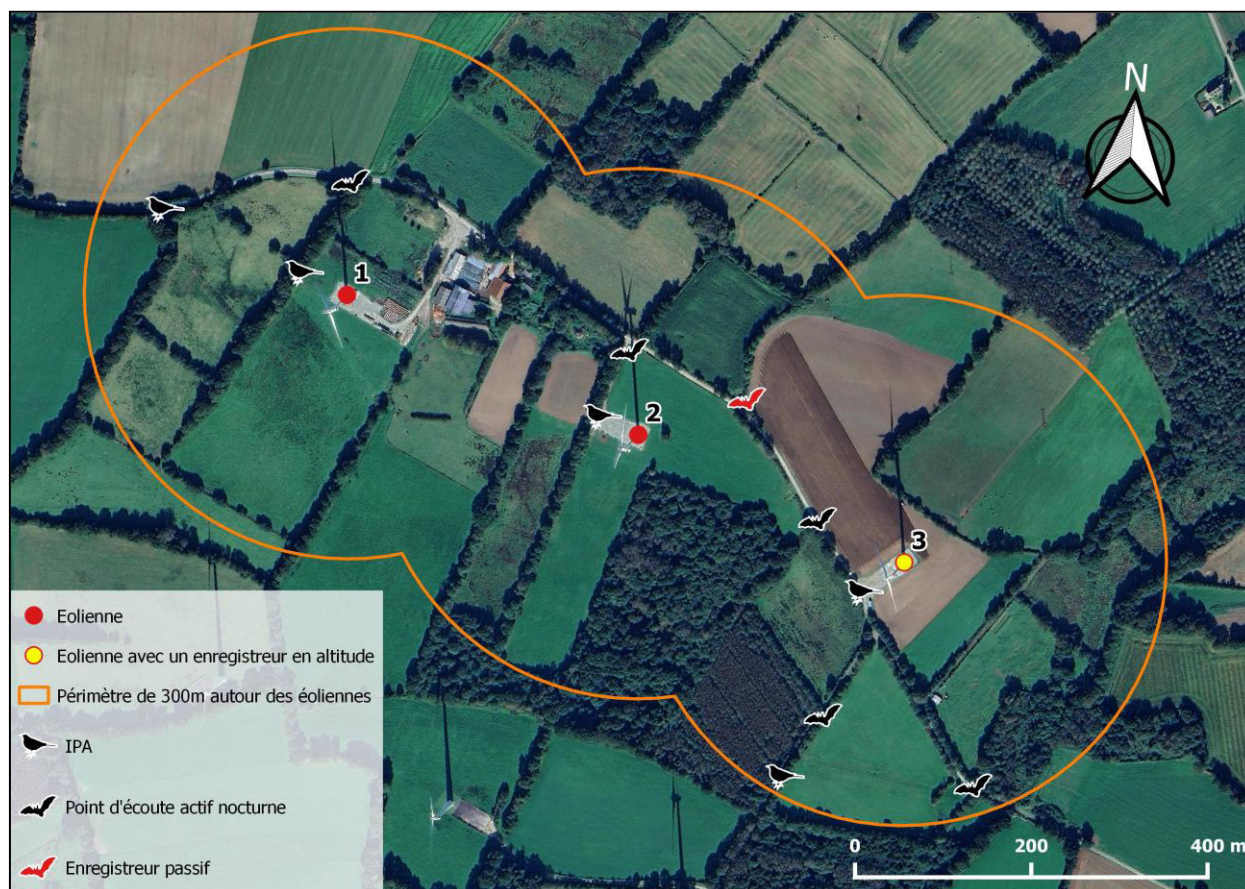 N
1
2
3
Eolienne
Eolienne avec un enregistreur en altitude
Périmètre de 300m autour des éoliennes
IPA
Point d'écoute actif nocturne
Enregistreur passif
0 200 400 m